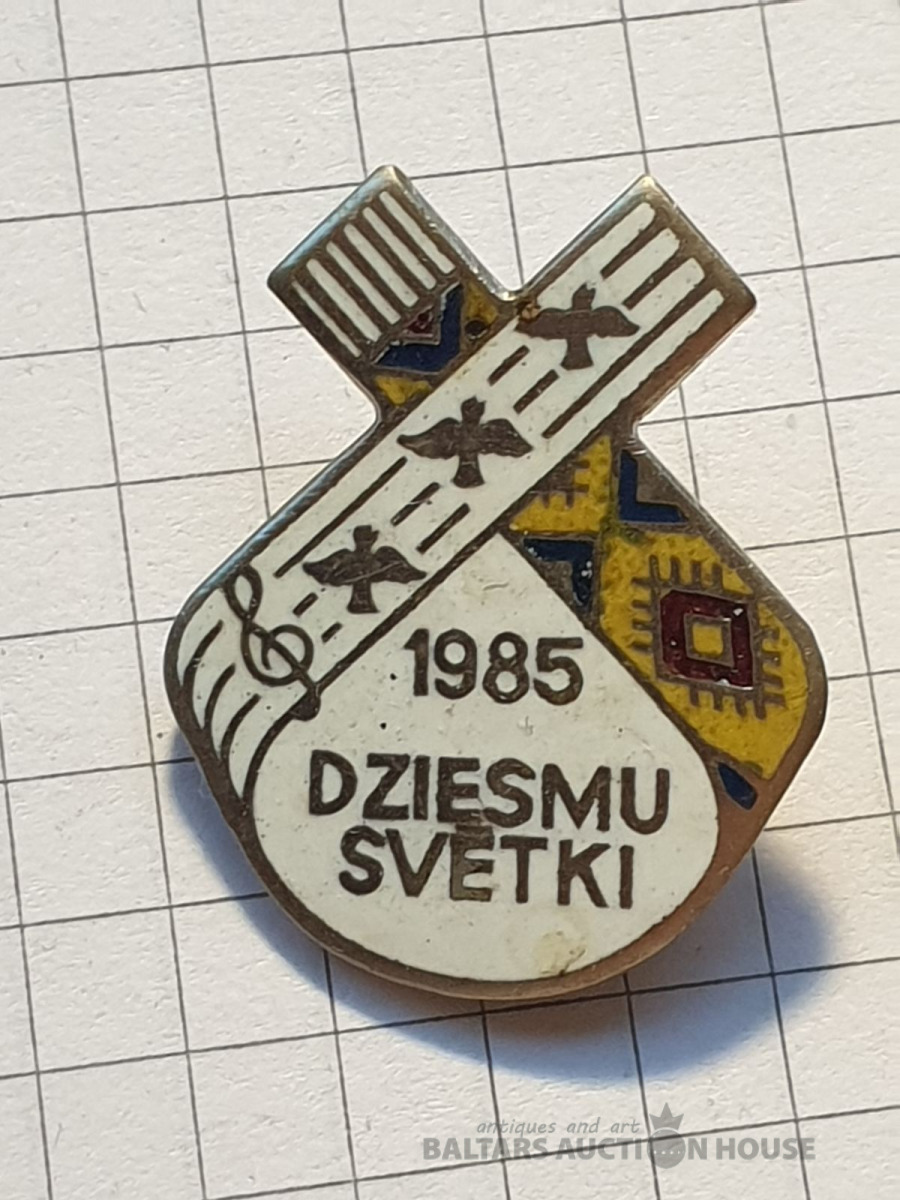 1985
DZIESMU
SVĒTKI
antiques and art
BALTARS AUCTION HOUSE